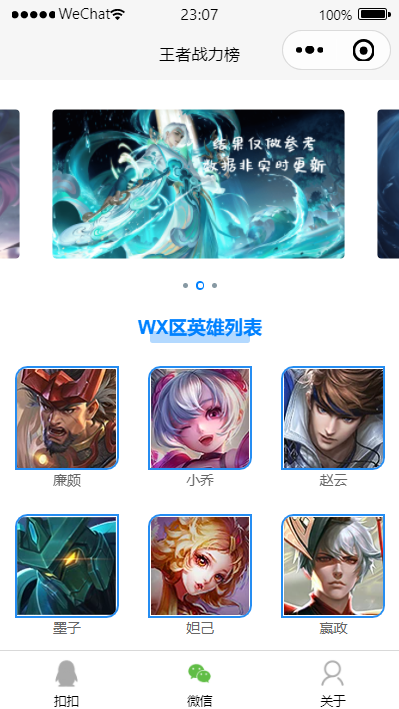 WeChat 23:07 100%
王者战力榜
结果仅做参考
数据非实时更新
WX区英雄列表
廉颇 小乔 赵云
墨子 妲己 嬴政
扣扣 微信 关于